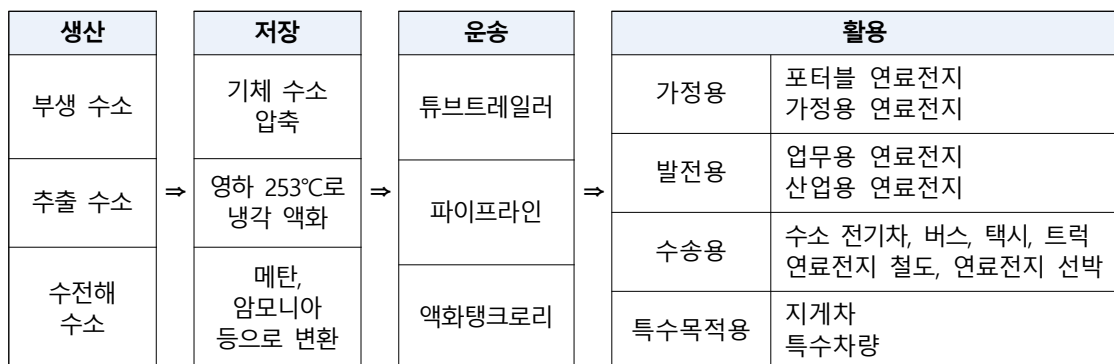 생산
부생 수소
추출 수소
수전해
수소
⇒
저장
기체 수소
압축
영하 253℃로
냉각 액화
메탄,
암모니아
등으로 변환
⇒
운송
튜브트레일러
파이프라인
액화탱크로리
⇒
활용
가정용
포터블 연료전지
가정용 연료전지
발전용
업무용 연료전지
산업용 연료전지
수송용
수소 전기차, 버스, 택시, 트럭
연료전지 철도, 연료전지 선박
특수목적용
지게차
특수차량